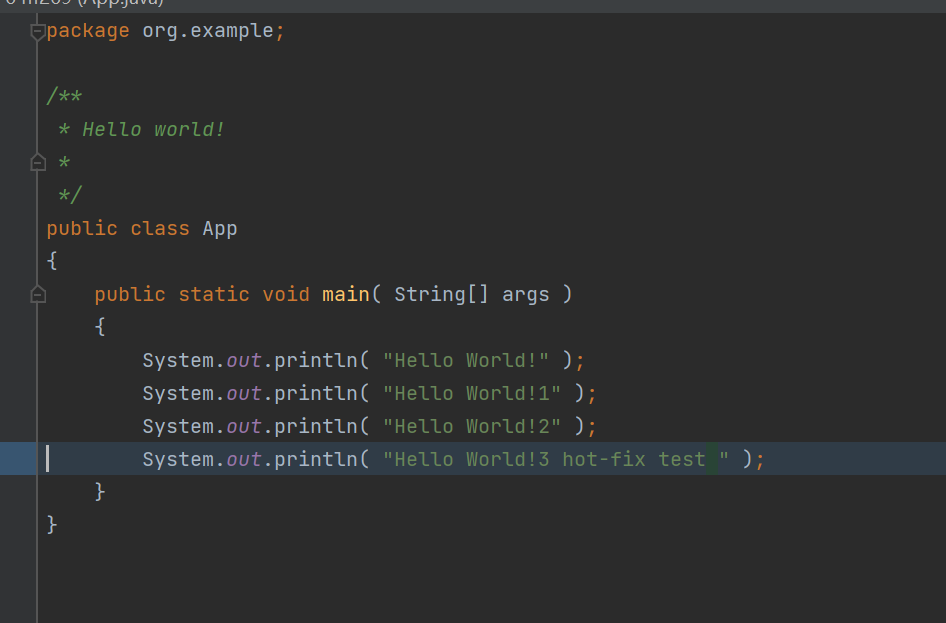 (App.java)
package org.example;
/**
 * Hello world!
 *
 */
public class App
{
    public static void main( String[] args )
    {
        System.out.println( "Hello World!" );
        System.out.println( "Hello World!1" );
        System.out.println( "Hello World!2" );
        System.out.println( "Hello World!3 hot-fix test " );
    }
}